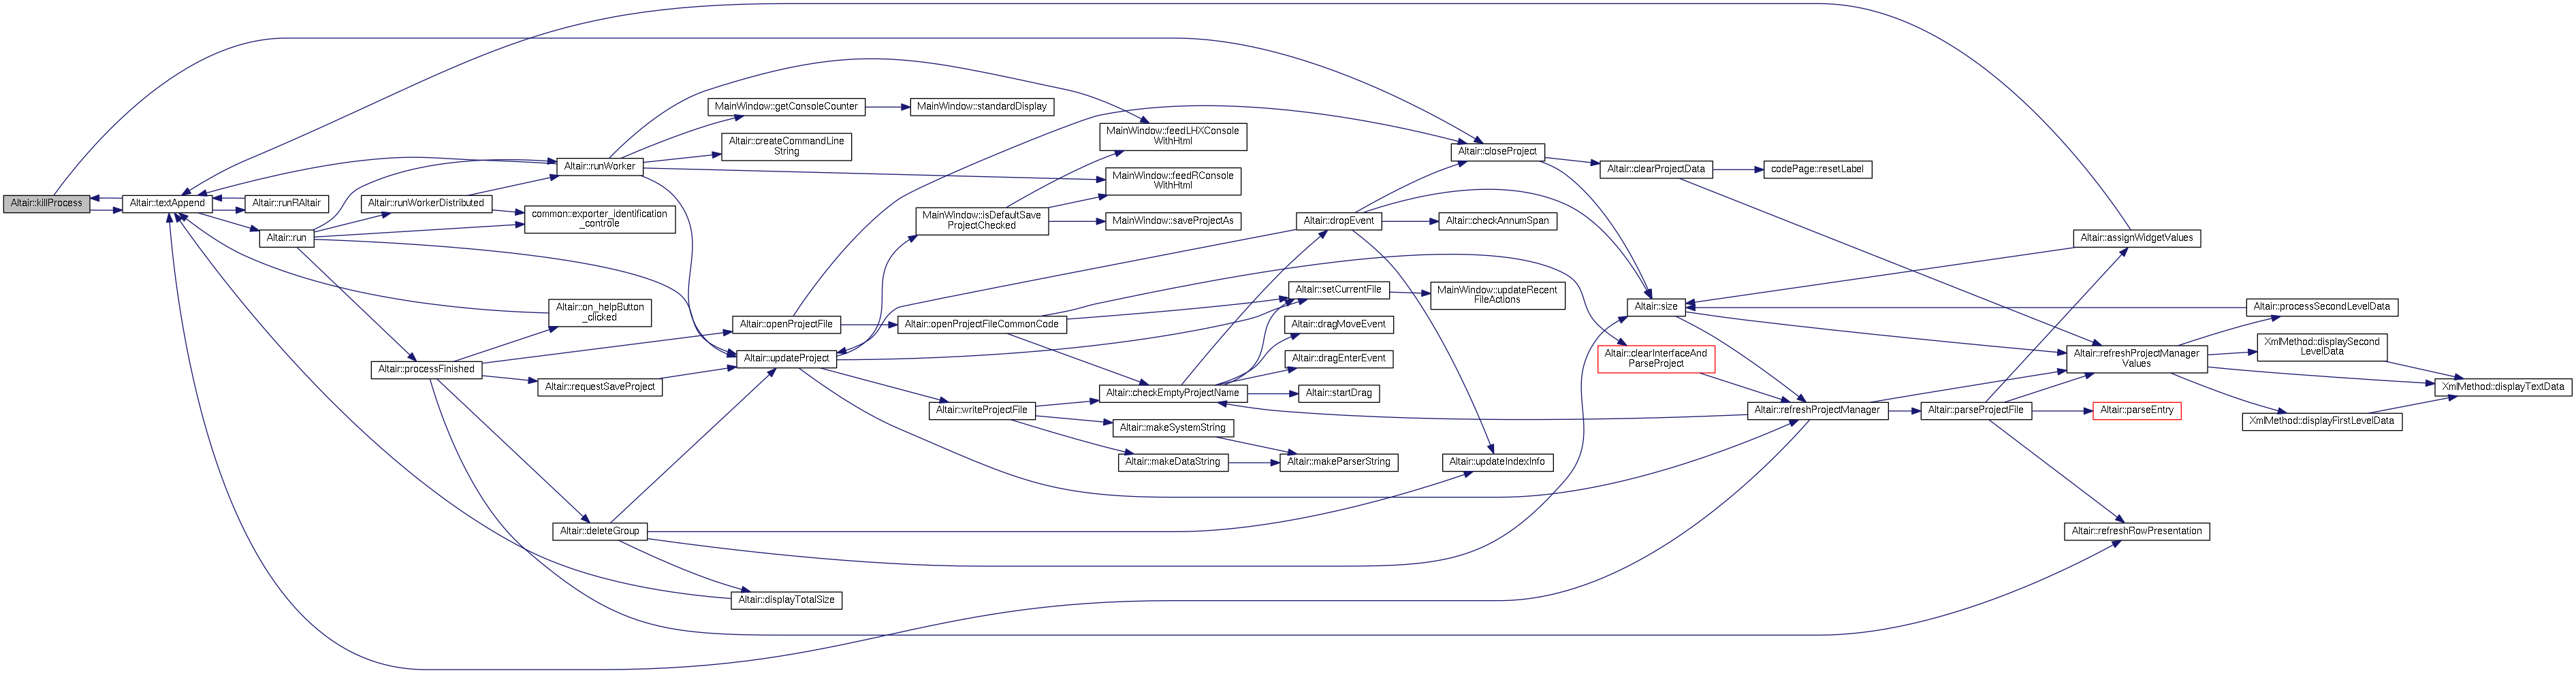 Altair::killProcess
Altair::textAppend
Altair::runRAltair
Altair::run
Altair::runWorkerDistributed
Altair::processFinished
Altair::runWorker
common::exporter_identification
_controle
Altair::on_helpButton
_clicked
Altair::requestSaveProject
Altair::deleteGroup
MainWindow::getConsoleCounter
Altair::createCommandLine
String
Altair::openProjectFile
Altair::updateProject
Altair::displayTotalSize
MainWindow::standardDisplay
MainWindow::isDefaultSave
ProjectChecked
Altair::openProjectFileCommonCode
Altair::writeProjectFile
MainWindow::feedLHXConsole
WithHtml
MainWindow::feedRConsole
WithHtml
MainWindow::saveProjectAs
Altair::checkEmptyProjectName
Altair::makeSystemString
Altair::makeDataString
Altair::dropEvent
Altair::setCurrentFile
Altair::dragMoveEvent
Altair::dragEnterEvent
Altair::startDrag
Altair::makeParserString
Altair::closeProject
Altair::checkAnnumSpan
MainWindow::updateRecent
FileActions
Altair::updateIndexInfo
Altair::clearProjectData
Altair::size
Altair::clearInterfaceAnd
ParseProject
codePage::resetLabel
Altair::refreshProjectManager
Altair::parseProjectFile
Altair::assignWidgetValues
Altair::refreshProjectManager
Values
Altair::parseEntry
Altair::refreshRowPresentation
Altair::processSecondLevelData
XmlMethod::displaySecond
LevelData
XmlMethod::displayFirstLevelData
XmlMethod::displayTextData